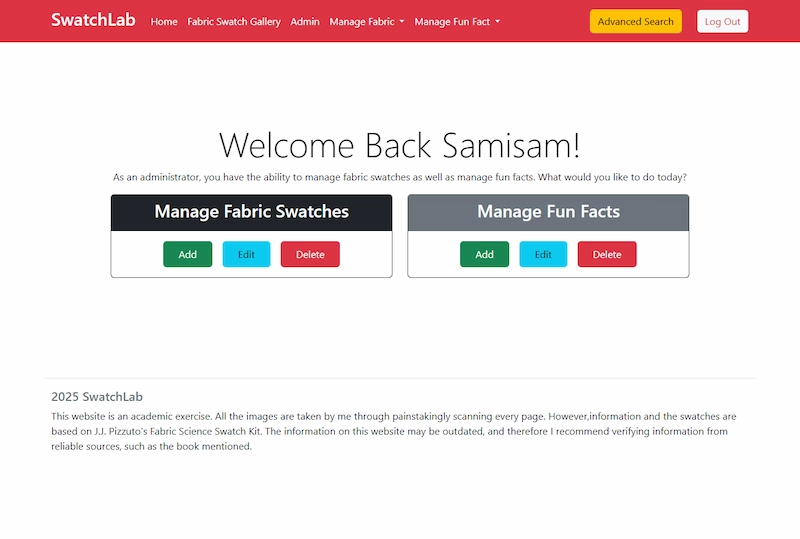 SwatchLab Home Fabric Swatch Gallery Admin Manage Fabric Manage Fun Fact Advanced Search Log Out
Welcome Back Samisam!
As an administrator, you have the ability to manage fabric swatches as well as manage fun facts. What would you like to do today?
Manage Fabric Swatches
Add Edit Delete
Manage Fun Facts
Add Edit Delete
2025 SwatchLab
This website is an academic exercise. All the images are taken by me through painstakingly scanning every page. However,information and the swatches are
based on J.J. Pizzuto's Fabric Science Swatch Kit. The information on this website may be outdated, and therefore I recommend verifying information from
reliable sources, such as the book mentioned.